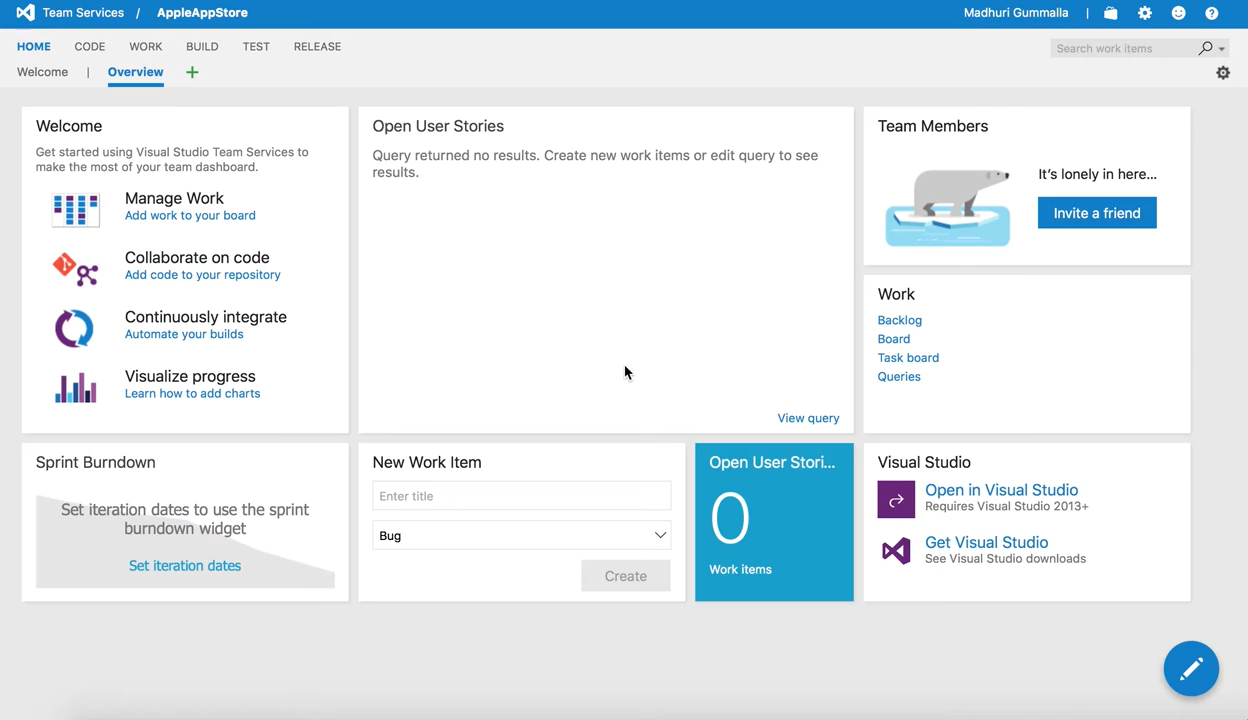 Team Services / AppleAppStore
Madhuri Gummalla |
HOME CODE WORK BUILD TEST RELEASE
Search work items
Welcome | Overview
Welcome
Get started using Visual Studio Team Services to
make the most of your team dashboard.
Manage Work
Add work to your board
Collaborate on code
Add code to your repository
Continuously integrate
Automate your builds
Visualize progress
Learn how to add charts
Open User Stories
Query returned no results. Create new work items or edit query to see
results.
View query
Team Members
It's lonely in here...
Invite a friend
Work
Backlog
Board
Task board
Queries
Sprint Burndown
Set iteration dates to use the sprint
burndown widget
Set iteration dates
New Work Item
Enter title
Bug
Create
Open User Stori...
0
Work items
Visual Studio
Open in Visual Studio
Requires Visual Studio 2013+
Get Visual Studio
See Visual Studio downloads